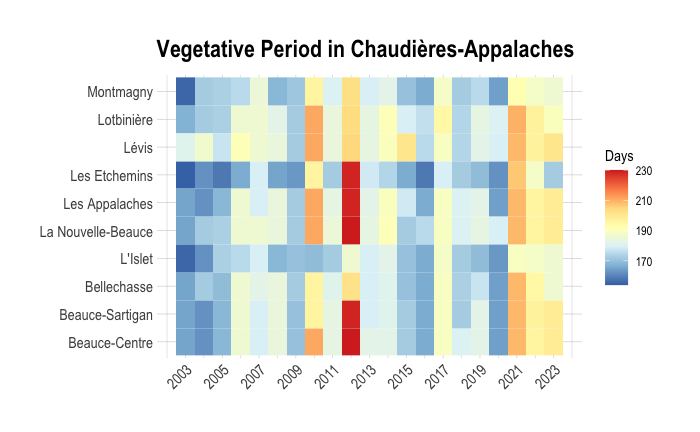 Vegetative Period in Chaudières-Appalaches
Montmagny
Lotbinière
Lévis
Les Etchemins
Les Appalaches
La Nouvelle-Beauce
L'Islet
Bellechasse
Beauce-Sartigan
Beauce-Centre
2003
2005
2007
2009
2011
2013
2015
2017
2019
2021
2023
Days
230
210
190
170